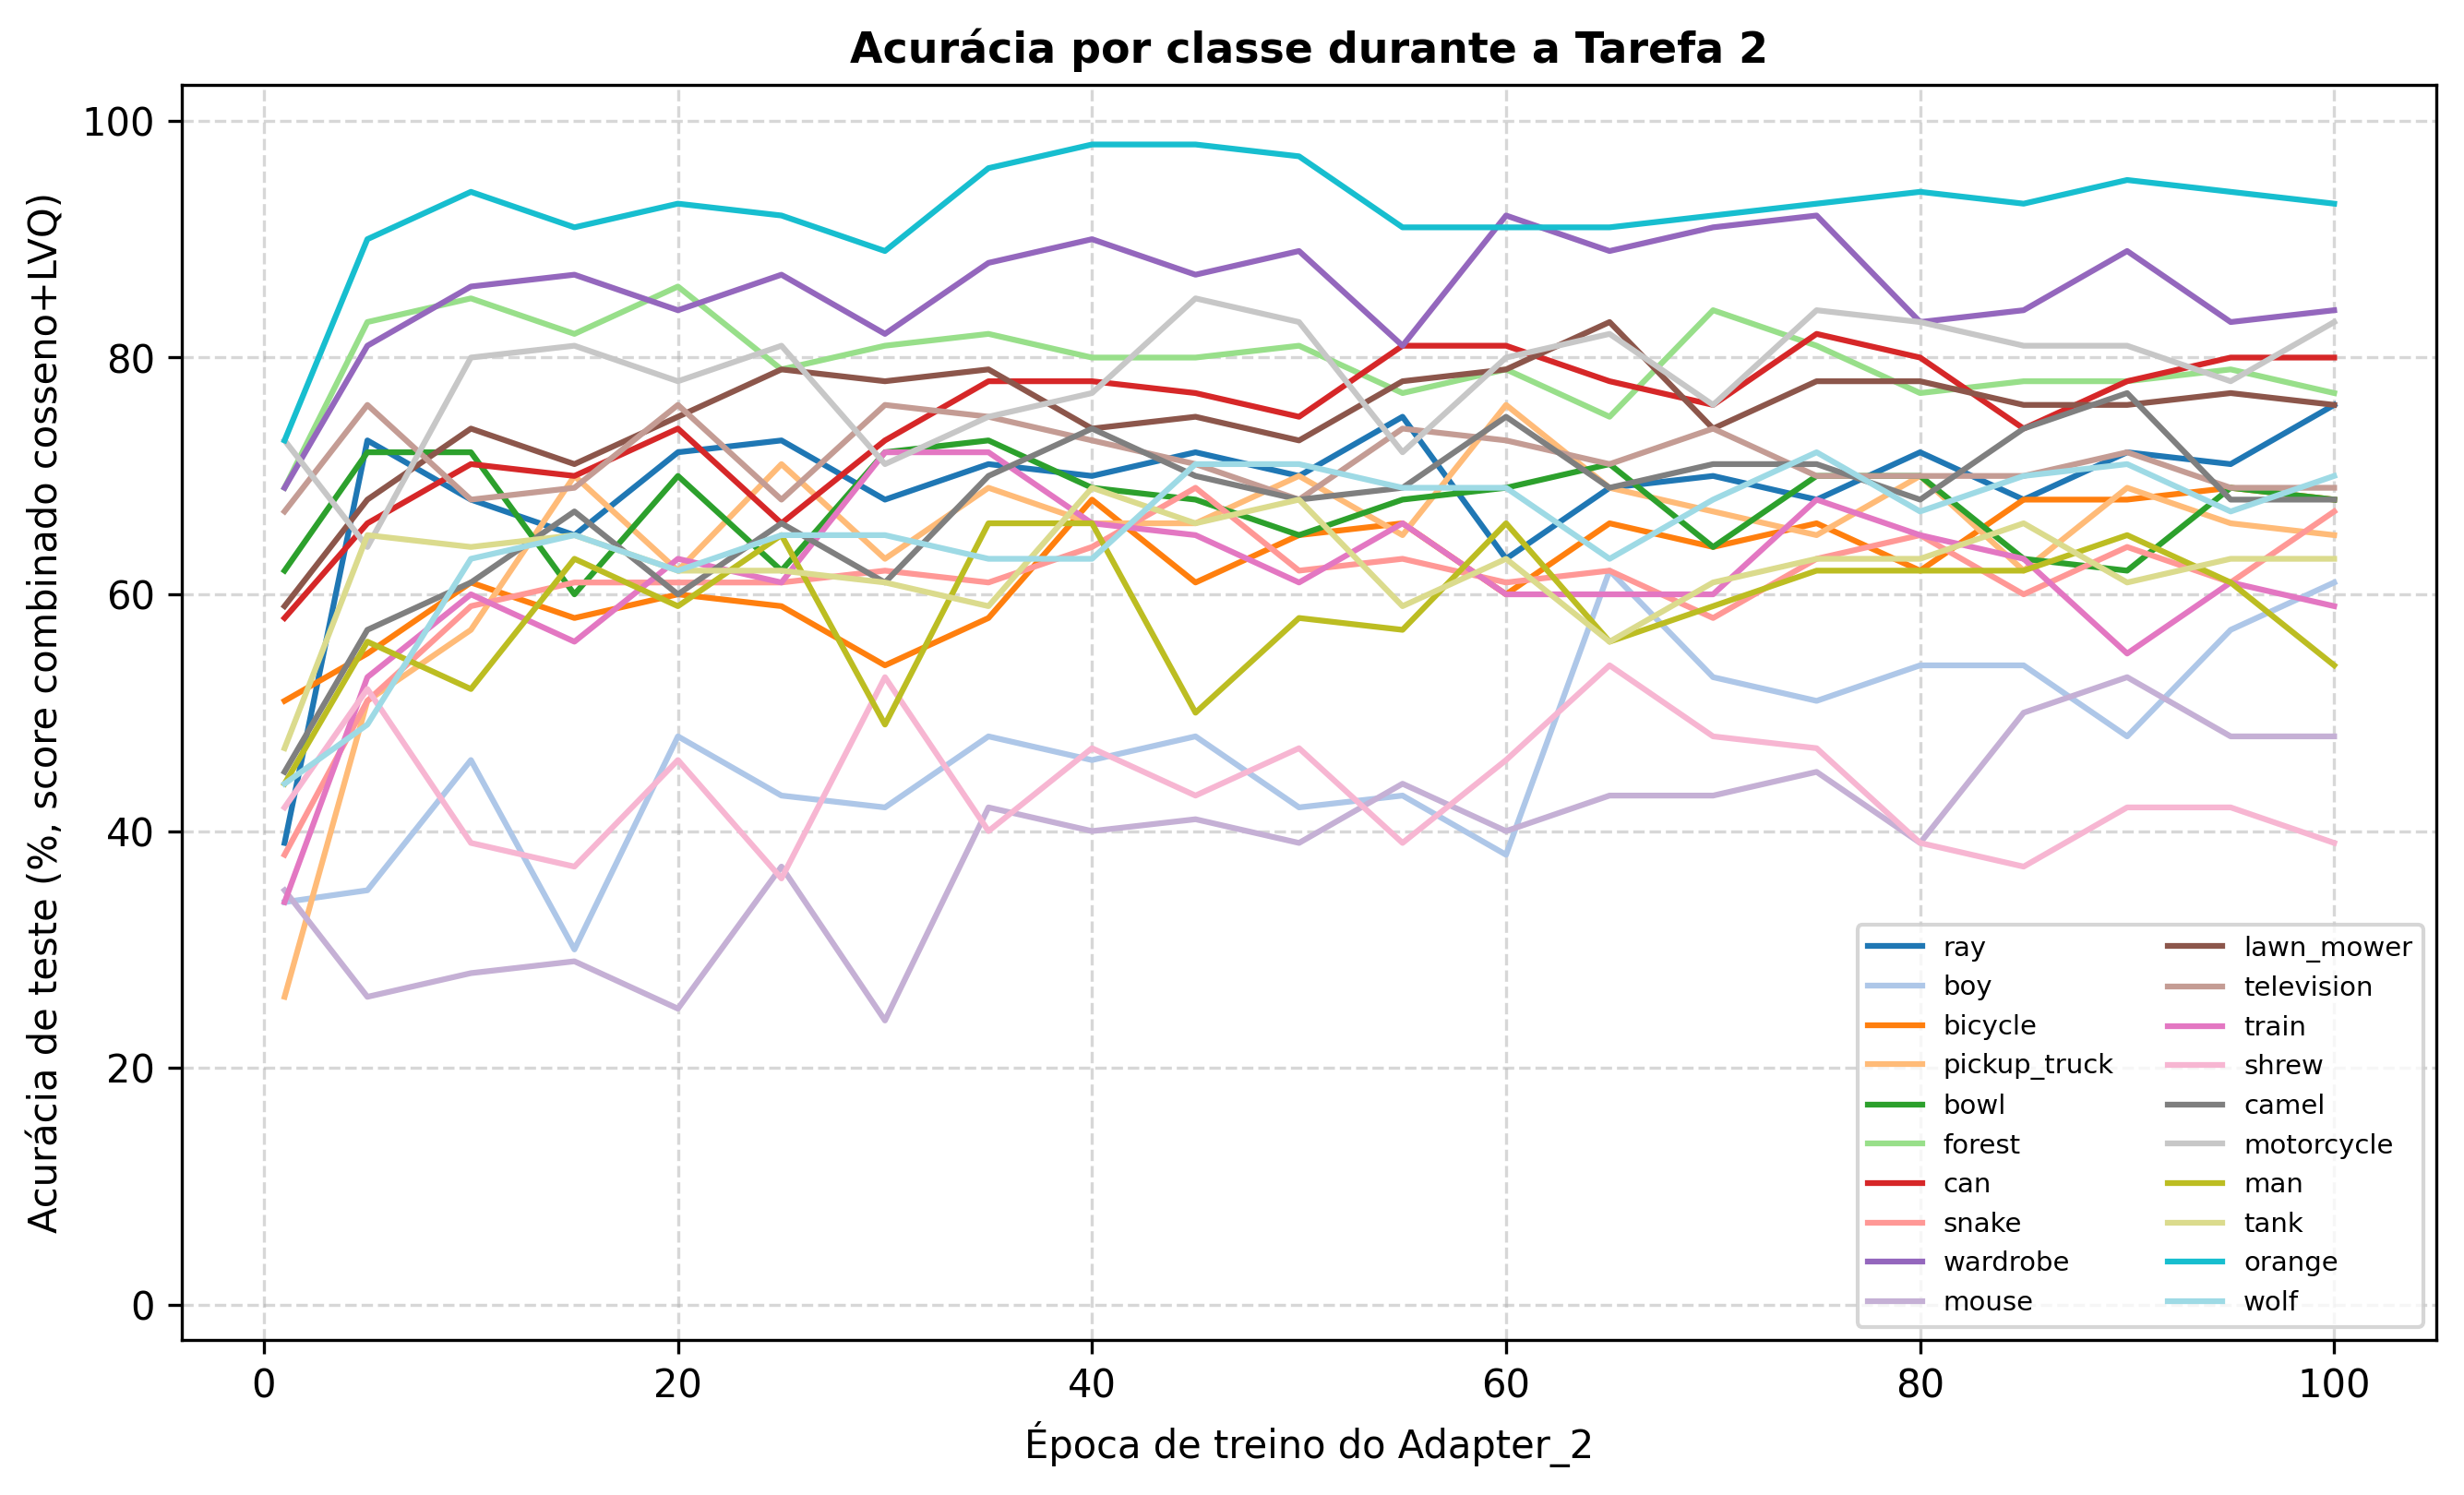 Acurácia por classe durante a Tarefa 2
Acurácia de teste (%, score combinado cosseno+LVQ)
100
80
60
40
20
0
0
20
40
60
80
100
Época de treino do Adapter_2
ray
boy
bicycle
pickup_truck
bowl
forest
can
snake
wardrobe
mouse
lawn_mower
television
train
shrew
camel
motorcycle
man
tank
orange
wolf